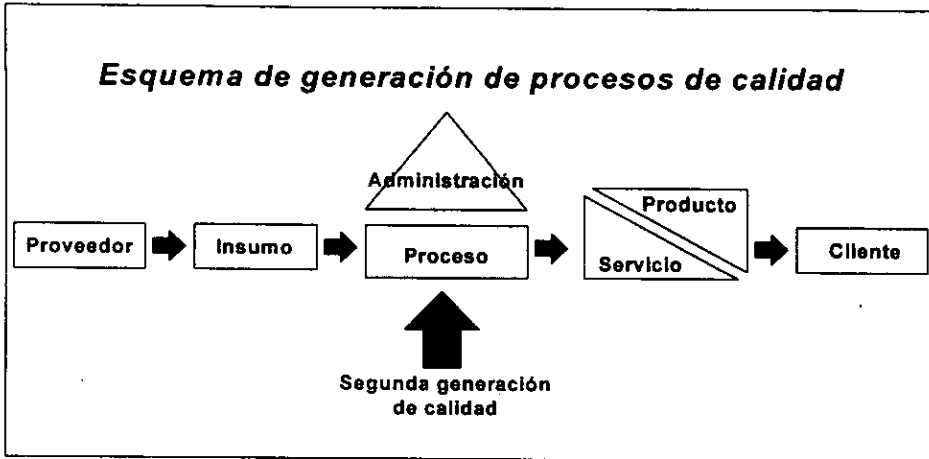 Esquema de generación de procesos de calidad
Administración
Proveedor
Insumo
Proceso
Producto
Servicio
Cliente
Segunda generación
de calidad